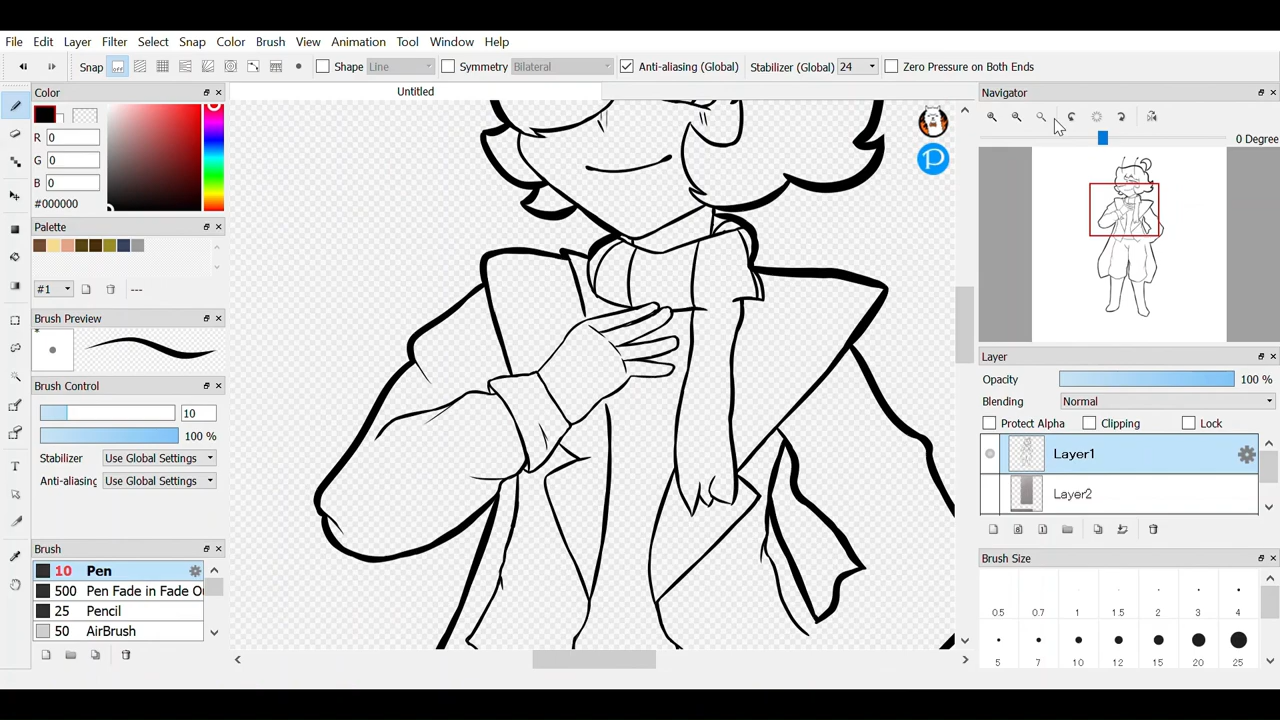 File Edit Layer Filter Select Snap Color Brush View Animation Tool Window Help
Snap OFF Shape Line Symmetry Bilateral Anti-aliasing (Global) Stabilizer (Global) 24 Zero Pressure on Both Ends
Color
R 0
G 0
B 0
#000000
Palette
#1 ---
Brush Preview
*
Brush Control
10
100 %
Stabilizer Use Global Settings
Anti-aliasing Use Global Settings
Brush
10 Pen
500 Pen Fade in Fade O
25 Pencil
50 AirBrush
Untitled
P
Navigator
0 Degree
Layer
Opacity 100 %
Blending Normal
Protect Alpha Clipping Lock
Layer1
Layer2
Brush Size
0.5 0.7 1 1.5 2 3 4
5 7 10 12 15 20 25